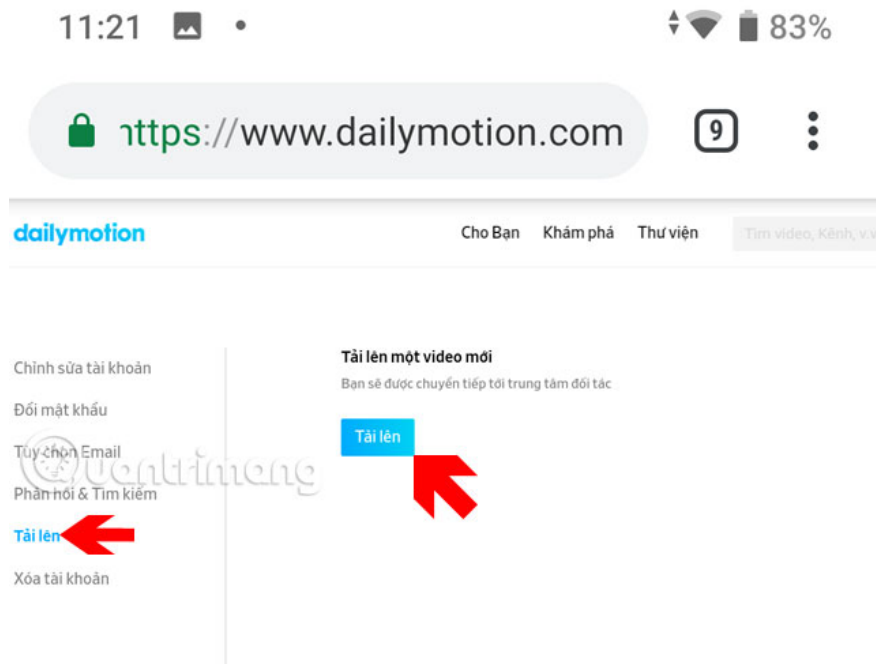 11:21
83%
https://www.dailymotion.com
9
dailymotion
Cho Bạn Khám phá Thư viện Tìm video, Kênh, v.v
Tải lên một video mới
Bạn sẽ được chuyển tiếp tới trung tâm đối tác
Tải lên
Chỉnh sửa tài khoản
Đổi mật khẩu
Tùy chọn Email
Phản hồi & Tìm kiếm
Tải lên
Xóa tài khoản
Quantrimang